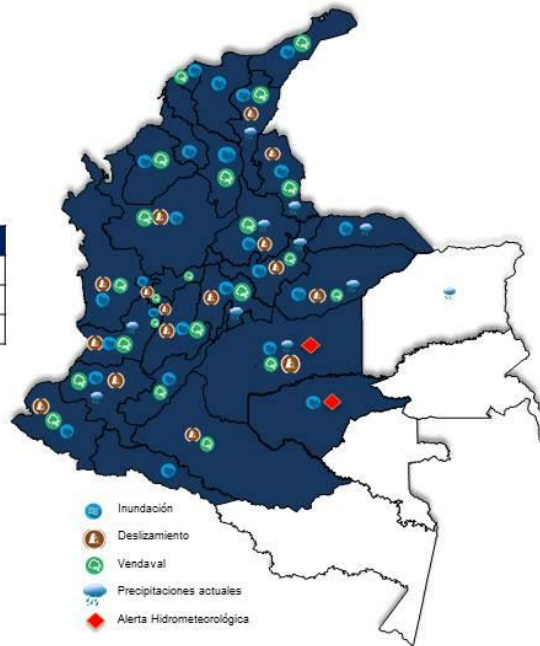 Inundación
Deslizamiento
Vendaval
Precipitaciones actuales
Alerta Hidrometeorológica